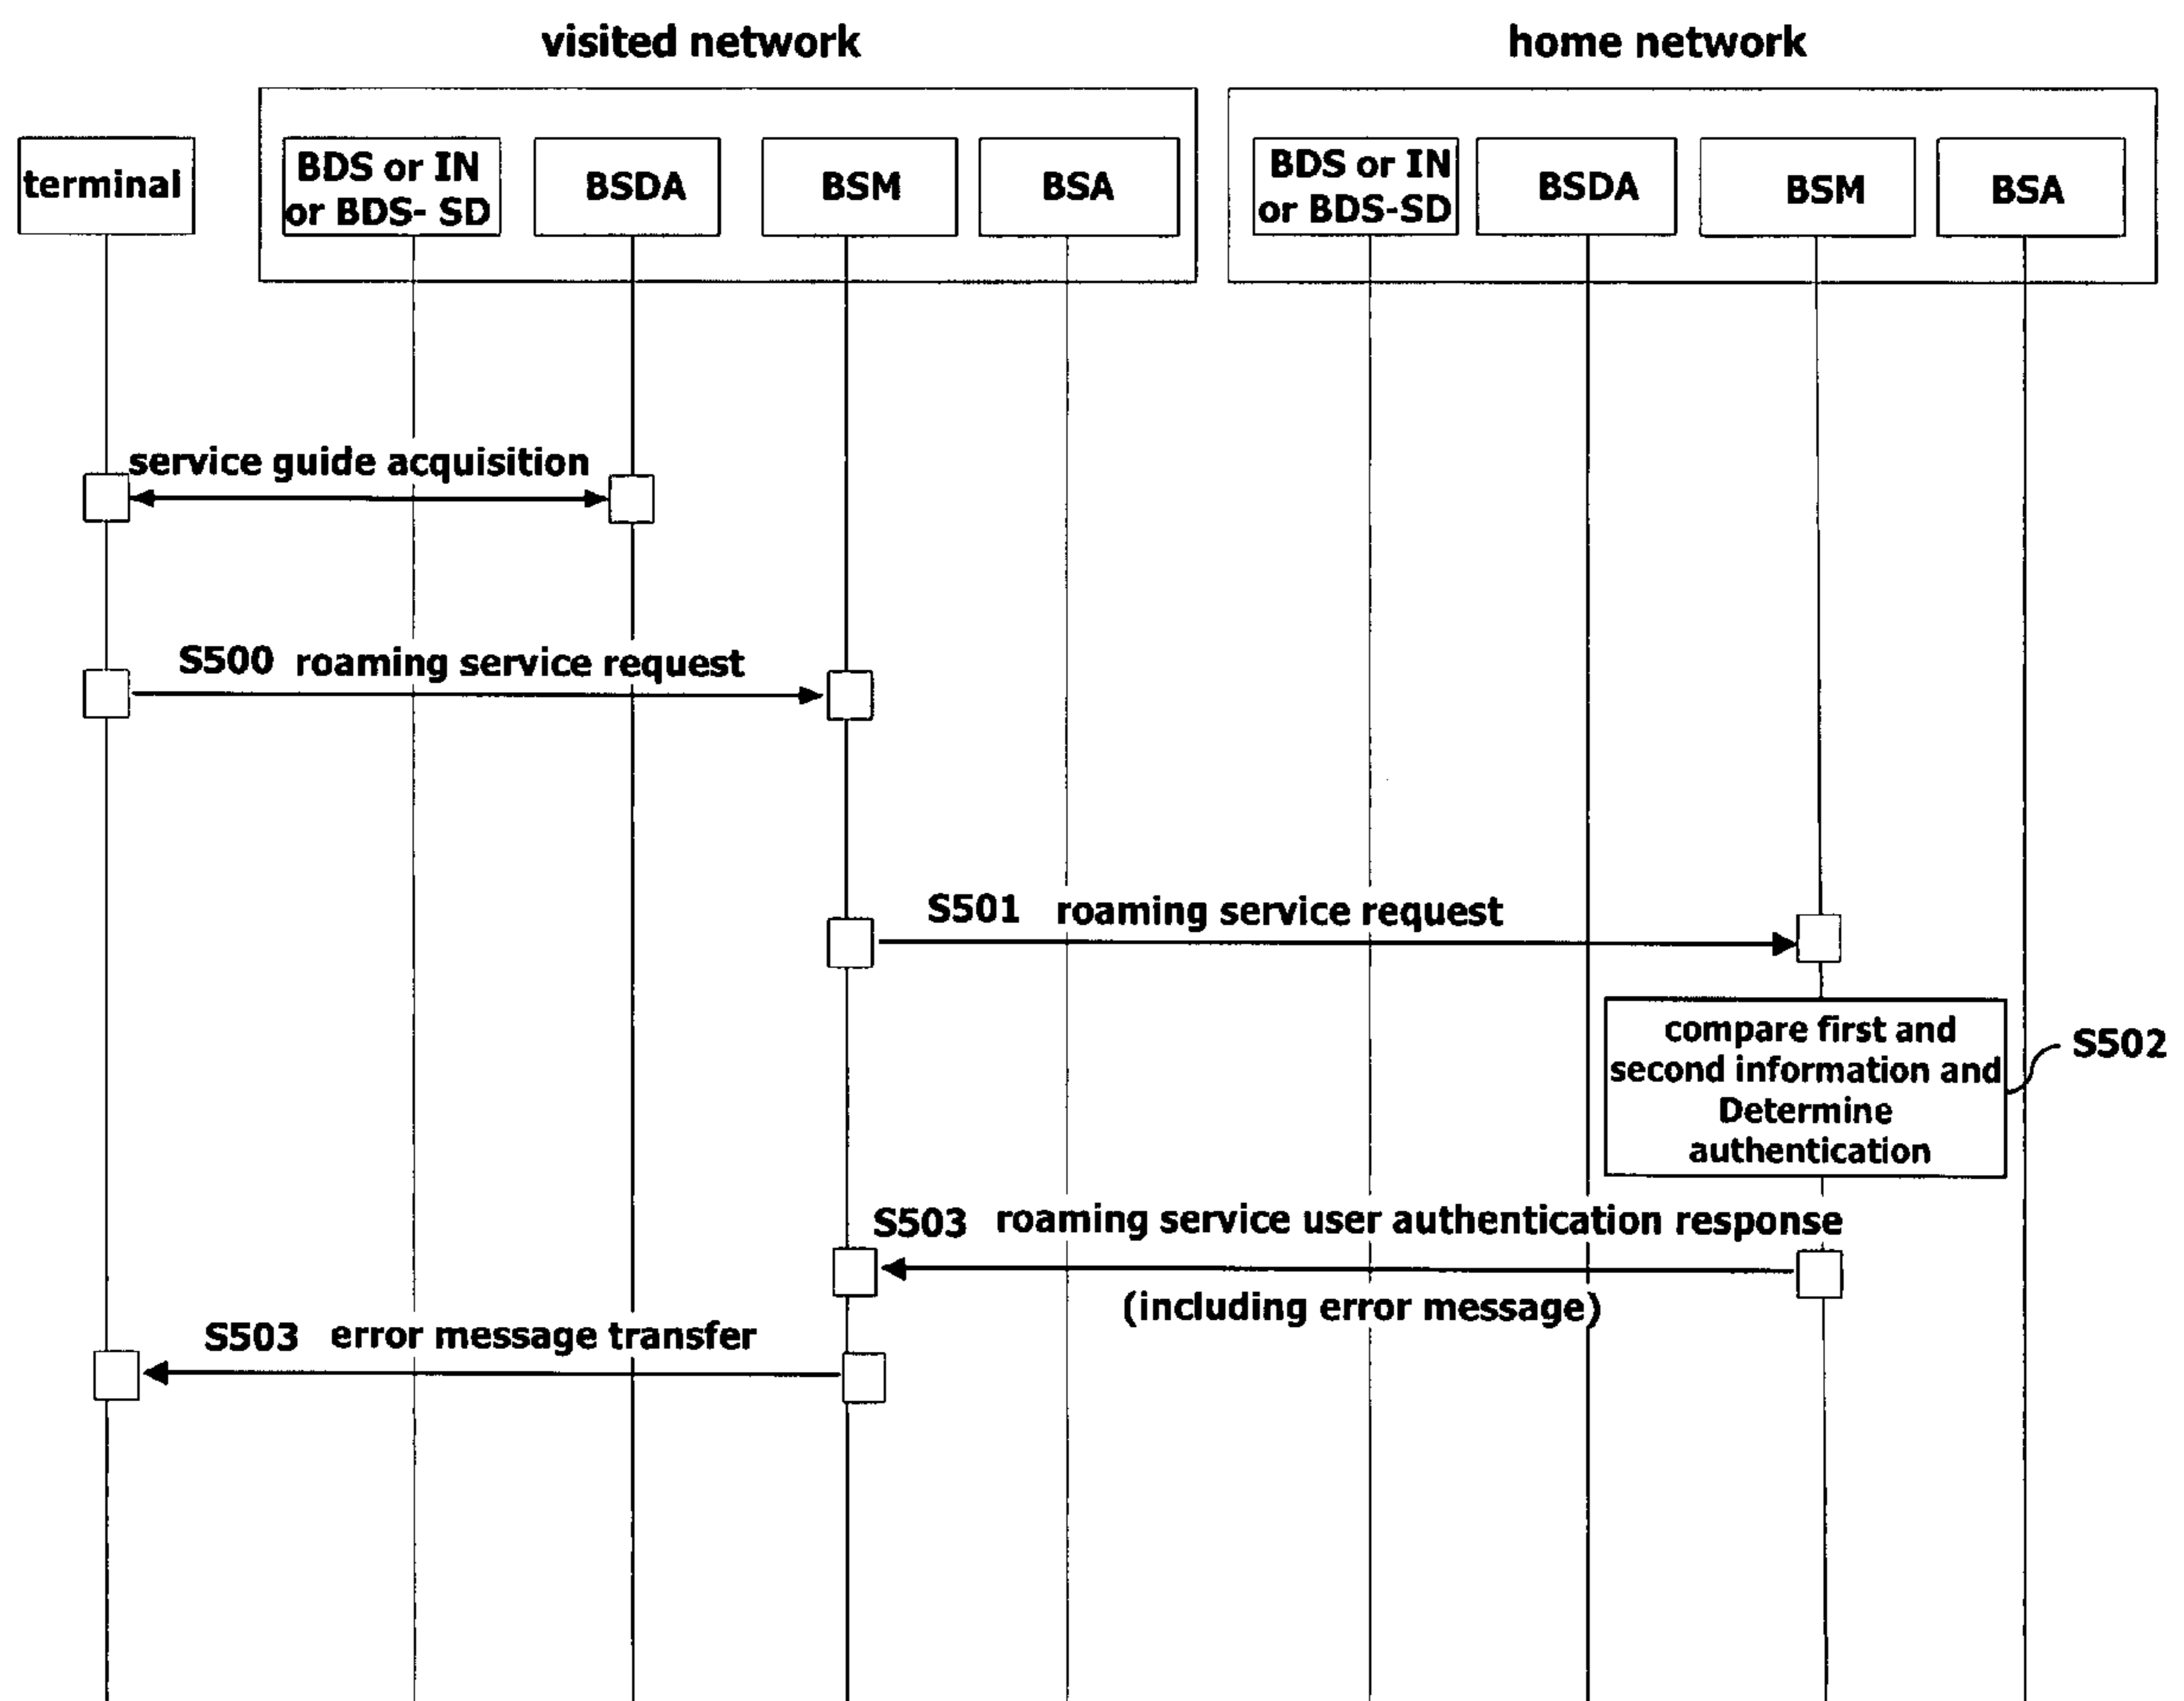 visited network
home network
terminal
BDS or IN
or BDS- SD
BSDA
BSM
BSA
BDS or IN
or BDS-SD
BSDA
BSM
BSA
service guide acquisition
S500 roaming service request
S501 roaming service request
compare first and
second information and
Determine
authentication
S502
S503 roaming service user authentication response
(including error message)
S503 error message transfer